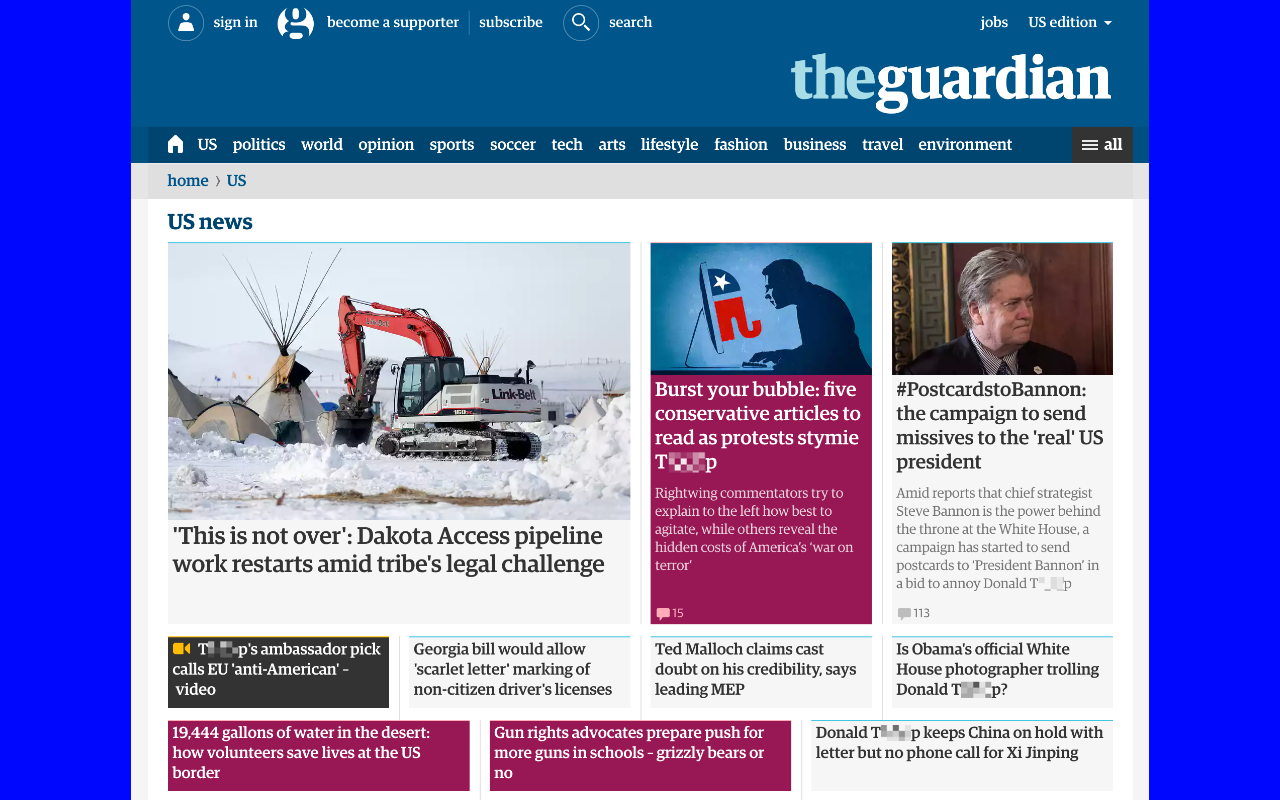 sign in
become a supporter
subscribe
search
jobs
US edition
theguardian
US politics world opinion sports soccer tech arts lifestyle fashion business travel environment
all
home › US
US news
Link-Belt
'This is not over': Dakota Access pipeline
work restarts amid tribe's legal challenge
Burst your bubble: five
conservative articles to
read as protests stymie
Rightwing commentators try to
explain to the left how best to
agitate, while others reveal the
hidden costs of America's 'war on
terror'
15
#PostcardstoBannon:
the campaign to send
missives to the 'real' US
president
Amid reports that chief strategist
Steve Bannon is the power behind
the throne at the White House, a
campaign has started to send
postcards to 'President Bannon' in
a bid to annoy Donald
113
ambassador pick
calls EU 'anti-American' –
video
Georgia bill would allow
'scarlet letter' marking of
non-citizen driver's licenses
Ted Malloch claims cast
doubt on his credibility, says
leading MEP
Is Obama's official White
House photographer trolling
Donald
19,444 gallons of water in the desert:
how volunteers save lives at the US
border
Gun rights advocates prepare push for
more guns in schools – grizzly bears or
no
Donald keeps China on hold with
letter but no phone call for Xi Jinping